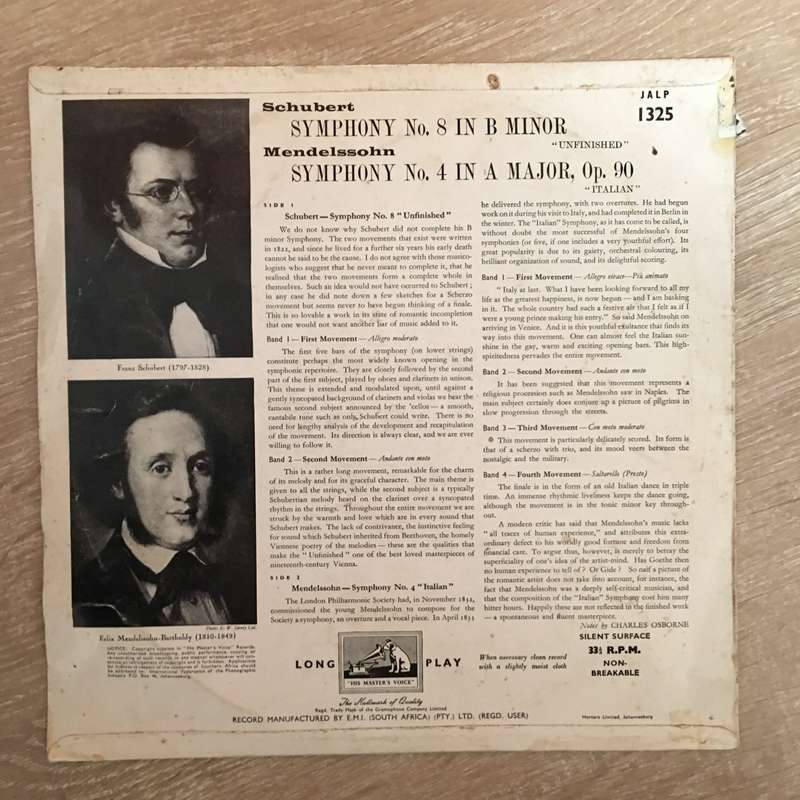 JALP
1325
Schubert
SYMPHONY No. 8 IN B MINOR
"UNFINISHED"
Mendelssohn
SYMPHONY No. 4 IN A MAJOR, Op. 90
"ITALIAN"
SIDE 1
Schubert—Symphony No. 8 "Unfinished"
We do not know why Schubert did not complete his B
minor Symphony. The two movements that exist were written
in 1822, and since he lived for a further six years his early death
cannot be said to be the cause. I do not agree with those musico-
logists who suggest that he never meant to complete it, that he
realised that the two movements form a complete whole in
themselves. Such an idea would not have occurred to Schubert;
in any case he did note down a few sketches for a Scherzo
movement but seems never to have begun thinking of a finale.
This is so lovable a work in its state of romantic incompletion
that one would not want another bar of music added to it.
Band 1—First Movement—Allegro moderato
The first five bars of the symphony (on lower strings)
constitute perhaps the most widely known opening in the
symphonic repertoire. They are closely followed by the second
part of the first subject, played by oboes and clarinets in unison.
This theme is extended and modulated upon, until against a
gently syncopated background of clarinets and violas we hear the
famous second subject announced by the 'cellos—a smooth,
cantabile tune such as only Schubert could write. There is no
need for lengthy analysis of the development and recapitulation
of the movement. Its direction is always clear, and we are ever
willing to follow it.
Band 2—Second Movement—Andante con moto
This is a rather long movement, remarkable for the charm
of its melody and for its graceful character. The main theme is
given to all the strings, while the second subject is a typically
Schubertian melody heard on the clarinet over a syncopated
rhythm in the strings. Throughout the entire movement we are
struck by the warmth and love which are in every sound that
Schubert makes. The lack of contrivance, the instinctive feeling
for sound which Schubert inherited from Beethoven, the homely
Viennese poetry of the melodies—these are the qualities that
make the "Unfinished" one of the best loved masterpieces of
nineteenth-century Vienna.
SIDE 2
Mendelssohn—Symphony No. 4 "Italian"
The London Philharmonic Society had, in November 1832,
commissioned the young Mendelssohn to compose for the
Society a symphony, an overture and a vocal piece. In April 1833
he delivered the symphony, with two overtures. He had begun
work on it during his visit to Italy, and had completed it in Berlin in
the winter. The "Italian" Symphony, as it has come to be called, is
without doubt the most successful of Mendelssohn's four
symphonies (or five, if one includes a very youthful effort). Its
great popularity is due to its gaiety, orchestral colouring, its
brilliant organization of sound, and its delightful scoring.
Band 1—First Movement—Allegro vivace—Più animato
"Italy at last. What I have been looking forward to all my
life as the greatest happiness, is now begun—and I am basking
in it. The whole country had such a festive air that I felt as if I
were a young prince making his entry." So said Mendelssohn on
arriving in Venice. And it is this youthful exultance that finds its
way into this movement. One can almost feel the Italian sun-
shine in the gay, warm and exciting opening bars. This high-
spiritedness pervades the entire movement.
Band 2—Second Movement—Andante con moto
It has been suggested that this movement represents a
religious procession such as Mendelssohn saw in Naples. The
main subject certainly does conjure up a picture of pilgrims in
slow progression through the streets.
Band 3—Third Movement—Con moto moderato
This movement is particularly delicately scored. Its form is
that of a scherzo with trio, and its mood veers between the
nostalgic and the military.
Band 4—Fourth Movement—Saltarello (Presto)
The finale is in the form of an old Italian dance in triple
time. An immense rhythmic liveliness keeps the dance going,
although the movement is in the tonic minor key through-
out.
A modern critic has said that Mendelssohn's music lacks
"all traces of human experience," and attributes this extra-
ordinary defect to his worldly good fortune and freedom from
financial care. To argue thus, however, is merely to betray the
superficiality of one's idea of the artist-mind. Has Goethe then
no human experience to tell of? Or Gide? So naïf a picture of
the romantic artist does not take into account, for instance, the
fact that Mendelssohn was a deeply self-critical musician, and
that the composition of the "Italian" Symphony cost him many
bitter hours. Happily these are not reflected in the finished work
—a spontaneous and fluent masterpiece.
Notes by CHARLES OSBORNE
Franz Schubert (1797-1828)
Felix Mendelssohn-Bartholdy (1810-1849)
LONG PLAY
"HIS MASTER'S VOICE"
The Hallmark of Quality
Regd. Trade Mark of the Gramophone Company Limited
When necessary clean record
with a slightly moist cloth
SILENT SURFACE
33⅓ R.P.M.
NON-
BREAKABLE
RECORD MANUFACTURED BY E.M.I. (SOUTH AFRICA) (PTY.) LTD. (REGD. USER)
Hortors Limited, Johannesburg